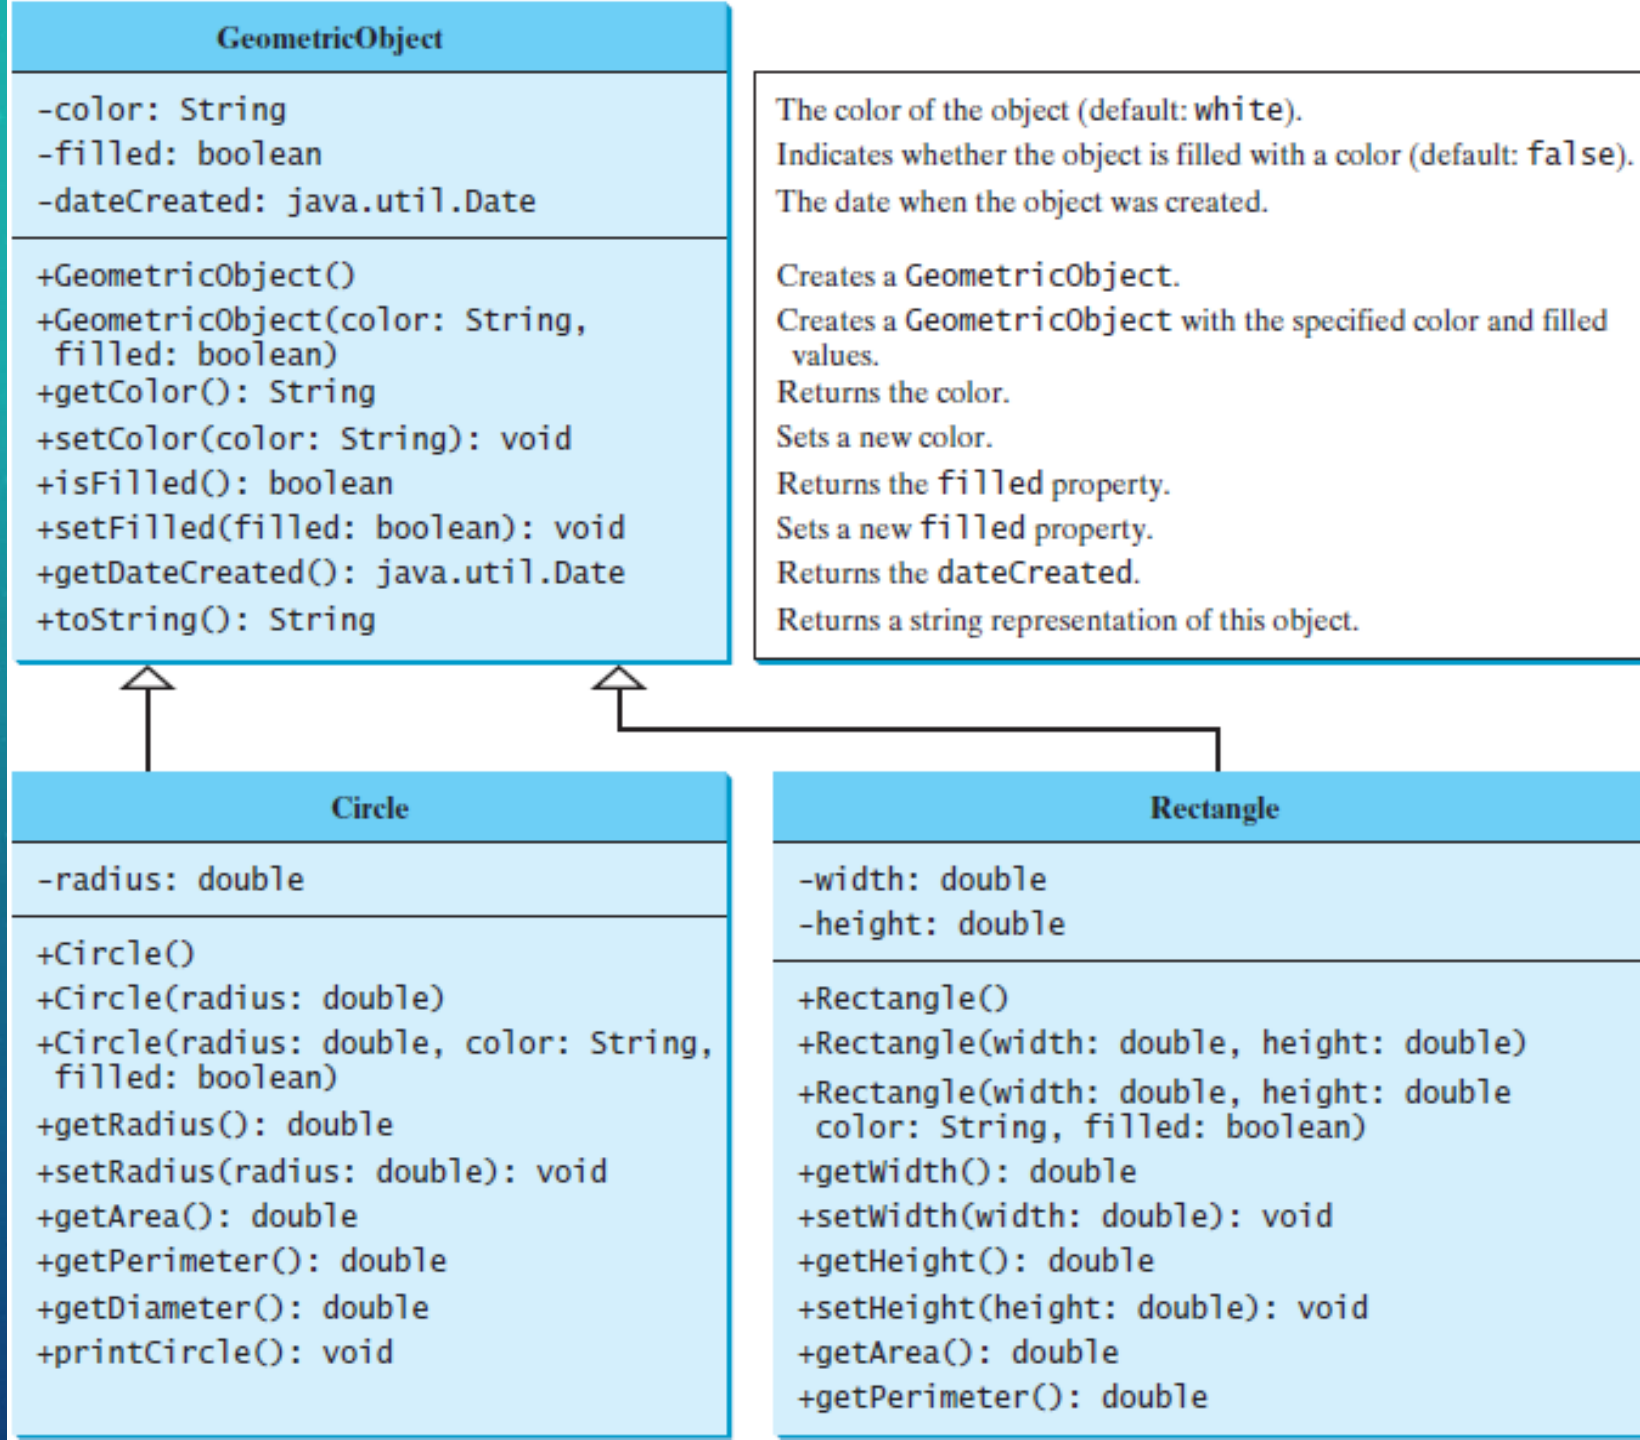 GeometricObject
-color: String
-filled: boolean
-dateCreated: java.util.Date
+GeometricObject()
+GeometricObject(color: String,
filled: boolean)
+getColor(): String
+setColor(color: String): void
+isFilled(): boolean
+setFilled(filled: boolean): void
+getDateCreated(): java.util.Date
+toString(): String
The color of the object (default: white).
Indicates whether the object is filled with a color (default: false).
The date when the object was created.
Creates a GeometricObject.
Creates a GeometricObject with the specified color and filled
values.
Returns the color.
Sets a new color.
Returns the filled property.
Sets a new filled property.
Returns the dateCreated.
Returns a string representation of this object.
Circle
-radius: double
+Circle()
+Circle(radius: double)
+Circle(radius: double, color: String,
filled: boolean)
+getRadius(): double
+setRadius(radius: double): void
+getArea(): double
+getPerimeter(): double
+getDiameter(): double
+printCircle(): void
Rectangle
-width: double
-height: double
+Rectangle()
+Rectangle(width: double, height: double)
+Rectangle(width: double, height: double
color: String, filled: boolean)
+getWidth(): double
+setWidth(width: double): void
+getHeight(): double
+setHeight(height: double): void
+getArea(): double
+getPerimeter(): double